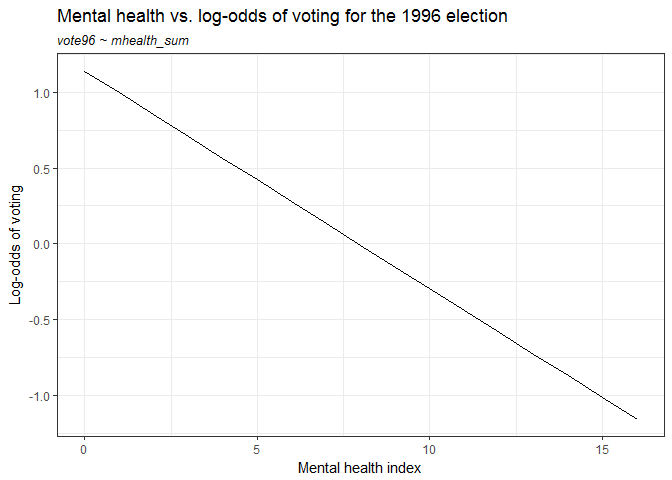 Mental health vs. log-odds of voting for the 1996 election
vote96 ~ mhealth_sum
Log-odds of voting
1.0
0.5
0.0
-0.5
-1.0
0 5 10 15
Mental health index